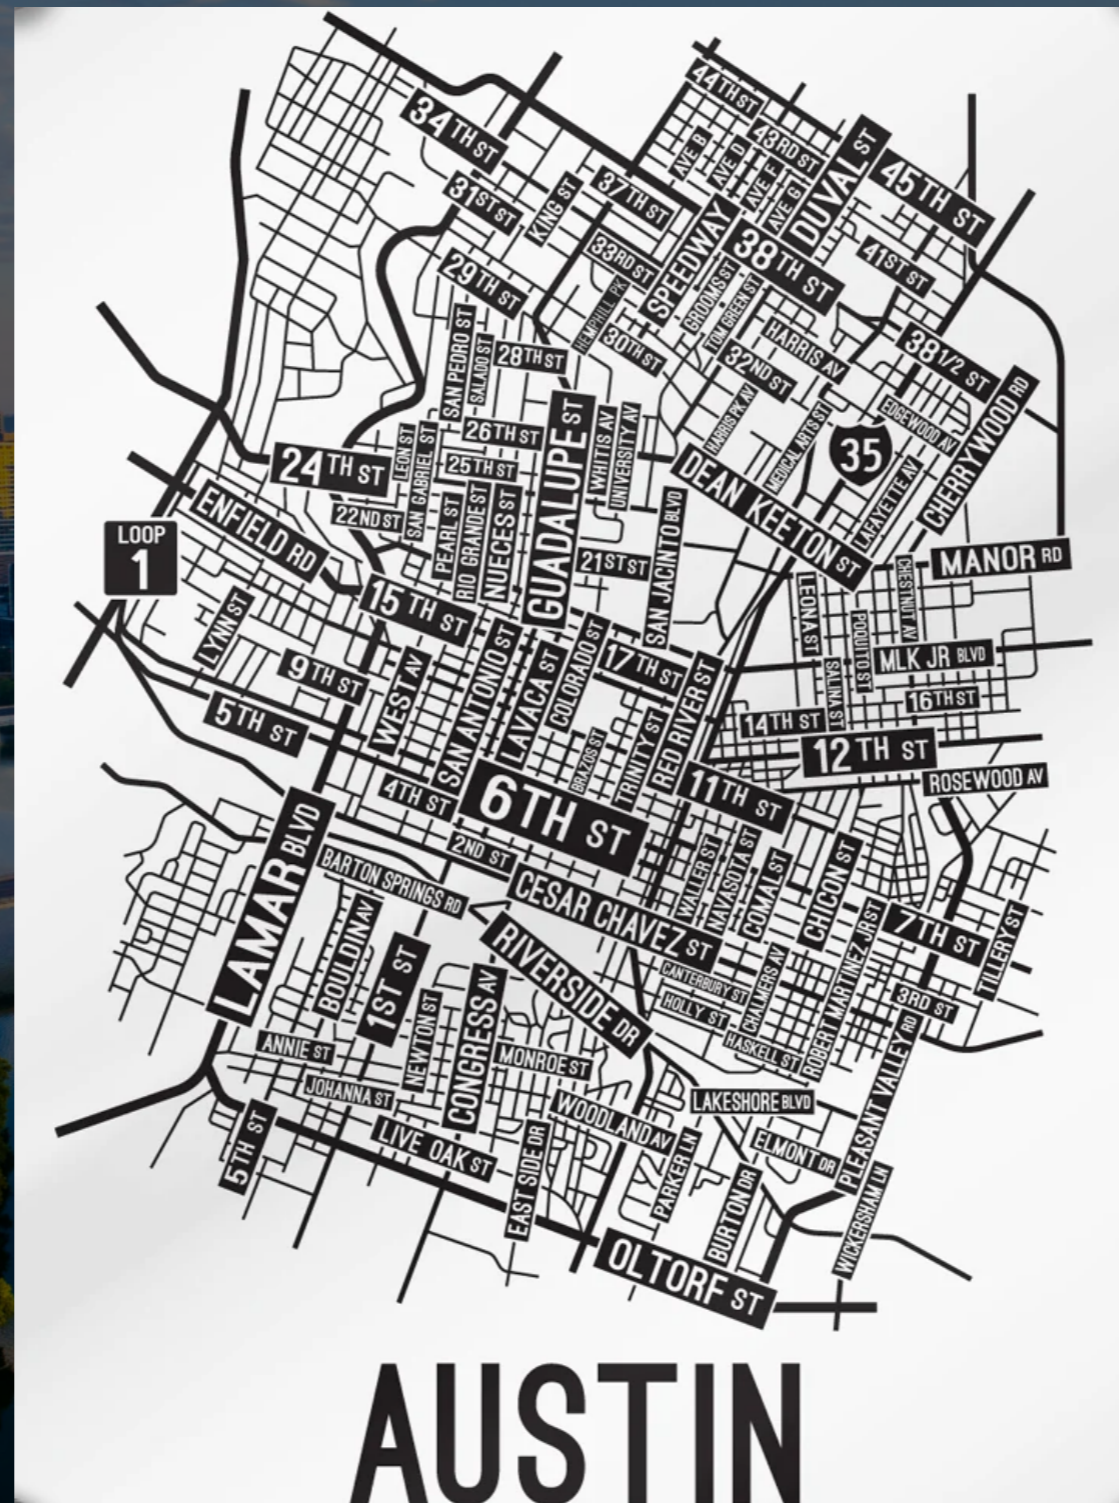 44TH ST
43RD ST
AVE B
AVE D
AVE F
AVE G
DUVAL ST
45TH ST
34TH ST
31ST ST
KING ST
37TH ST
33RD ST
SPEEDWAY
38TH ST
41ST ST
29TH ST
HEMPHILL PK
GROOMS ST
TOM GREEN ST
30TH ST
HARRIS AV
32ND ST
38 1/2 ST
SAN PEDRO ST
SALADO ST
28TH ST
HARRIS PK AV
MEDICAL ARTS ST
EDGEWOOD AV
CHERRYWOOD RD
35
LEON ST
SAN GABRIEL ST
26TH ST
25TH ST
GUADALUPE ST
WHITIS AV
UNIVERSITY AV
24TH ST
22ND ST
PEARL ST
RIO GRANDE ST
NUECES ST
DEAN KEETON ST
LAFAYETTE AV
ENFIELD RD
LOOP
1
21ST ST
SAN JACINTO BLVD
MANOR RD
CHESTNUT AV
LEONA ST
POQUITO ST
15TH ST
LYNN ST
9TH ST
WEST AV
SAN ANTONIO ST
LAVACA ST
COLORADO ST
17TH ST
RED RIVER ST
MLK JR BLVD
SALINA ST
16TH ST
14TH ST
12TH ST
5TH ST
BRAZOS ST
TRINITY ST
ROSEWOOD AV
4TH ST
6TH ST
11TH ST
LAMAR BLVD
2ND ST
BARTON SPRINGS RD
CESAR CHAVEZ ST
WALLER ST
NAVASOTA ST
COMAL ST
CHICON ST
7TH ST
TILLERY ST
BOULDIN AV
1ST ST
RIVERSIDE DR
CANTERBURY ST
CHALMERS AV
ROBERT MARTINEZ JR ST
3RD ST
HOLLY ST
HASKELL ST
ANNIE ST
NEWTON ST
CONGRESS AV
MONROE ST
JOHANNA ST
LAKESHORE BLVD
PLEASANT VALLEY RD
WOODLAND AV
5TH ST
LIVE OAK ST
EAST SIDE DR
PARKER LN
ELMONT DR
BURTON DR
WICKERSHAM LN
OLTORF ST
AUSTIN